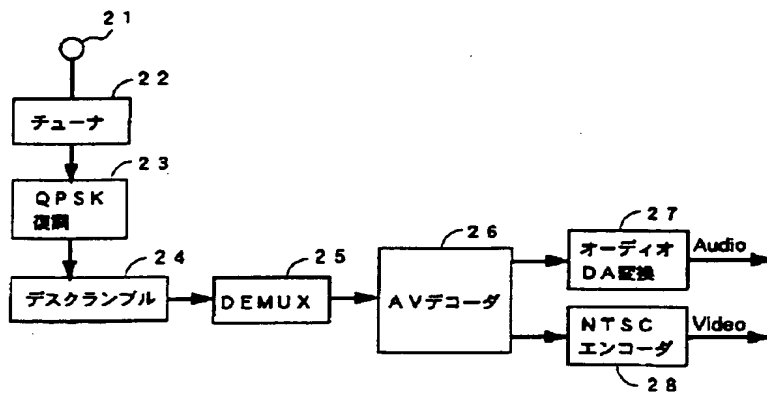 ２１
２２
チューナ
２３
ＱＰＳＫ
復調
２４
デスクランブル
２５
ＤＥＭＵＸ
２６
ＡＶデコーダ
２７
オーディオ
ＤＡ変換
Audio
ＮＴＳＣ
エンコーダ
Video
２８